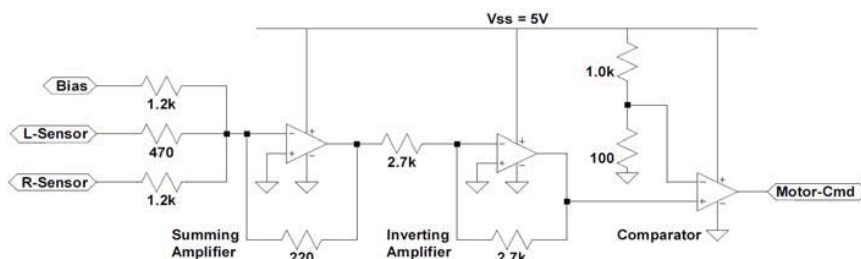 Vss = 5V
Bias
1.2k
L-Sensor
470
R-Sensor
1.2k
2.7k
1.0k
100
Motor-Cmd
Summing
Amplifier
220
Inverting
Amplifier
2.7k
Comparator